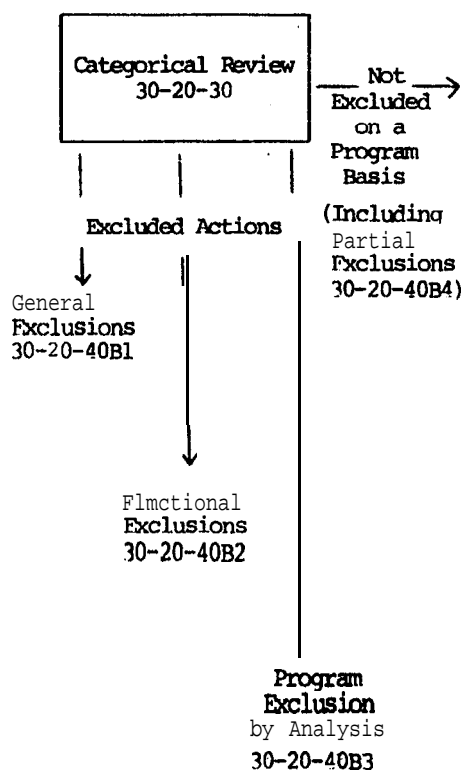 Categorical Review
30-20-30
Not
Excluded
on a
Program
Basis
(Including
Partial
Fxclusions
30-20-40B4)
Excluded Actions
General
Fxclusions
30-20-40B1
Flmctional
Exclusions
30-20-40B2
Program
Exclusion
by Analysis
30-20-40B3